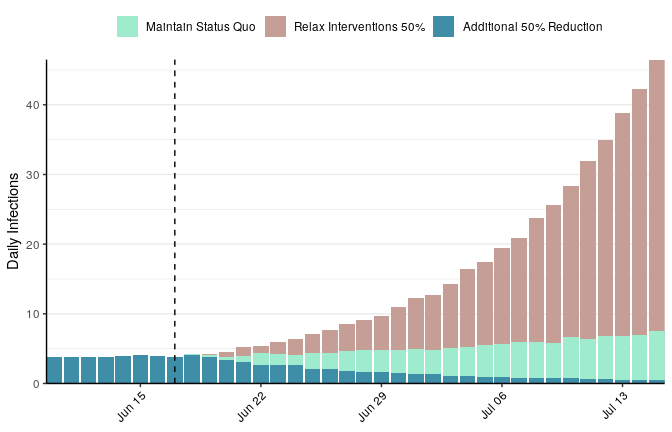 Maintain Status Quo Relax Interventions 50% Additional 50% Reduction
Daily Infections
40
30
20
10
0
Jun 15 Jun 22 Jun 29 Jul 06 Jul 13